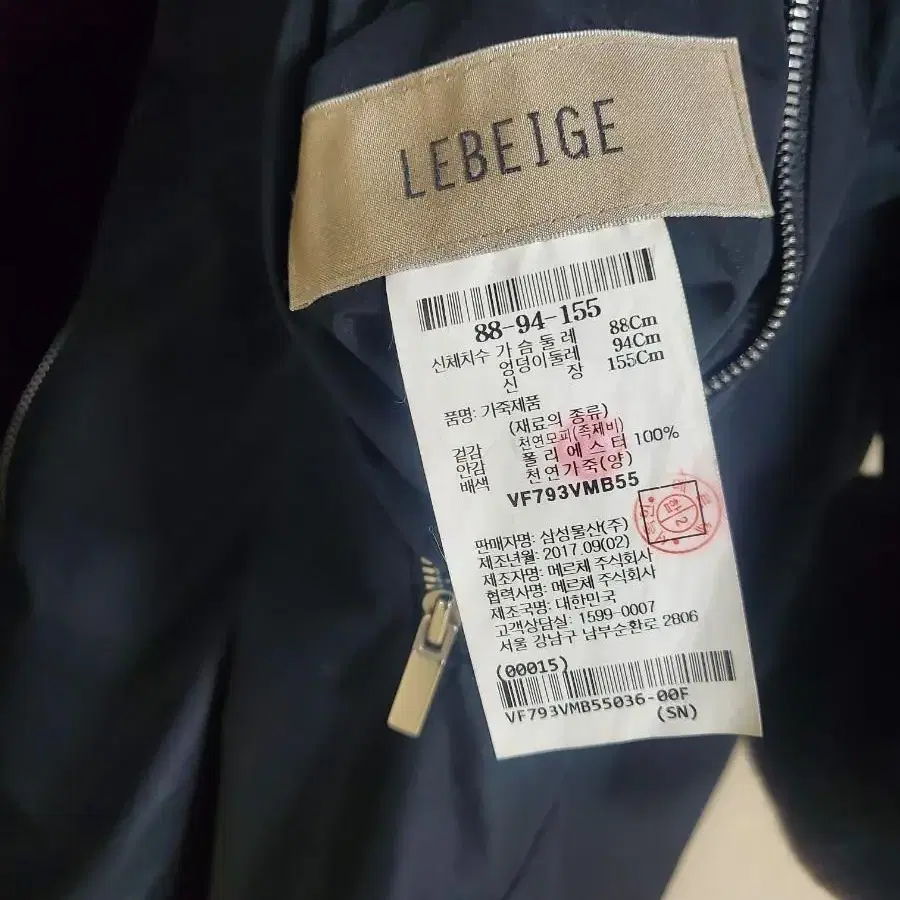 LEBEIGE
88-94-155
신체치수 가슴둘레 88Cm
엉덩이둘레 94Cm
신 장 155Cm
품명: 가죽제품
(재료의 종류)
겉감 천연모피(족제비)
안감 폴리에스터 100%
배색 천연가죽(양)
VF793VMB55
판매자명: 삼성물산(주)
제조년월: 2017.09(02)
제조자명: 메르체 주식회사
협력사명: 메르체 주식회사
제조국명: 대한민국
고객상담실: 1599-0007
서울 강남구 남부순환로 2806
(00015)
VF793VMB55036-00F
(SN)